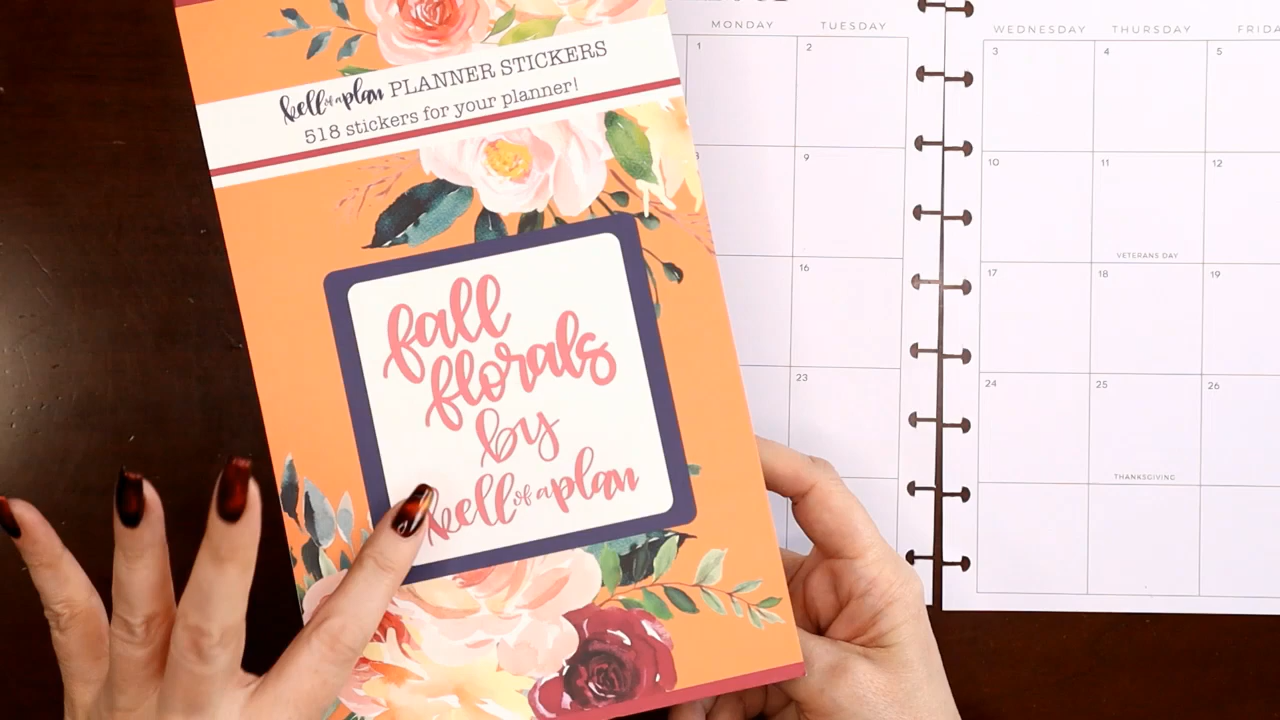 kell of a plan PLANNER STICKERS
518 stickers for your planner!
fall
florals
by
kell of a plan
MONDAY TUESDAY
1 2
9
16
23
WEDNESDAY THURSDAY
3 4 5
10 11 12
VETERANS DAY
17 18 19
24 25 26
THANKSGIVING